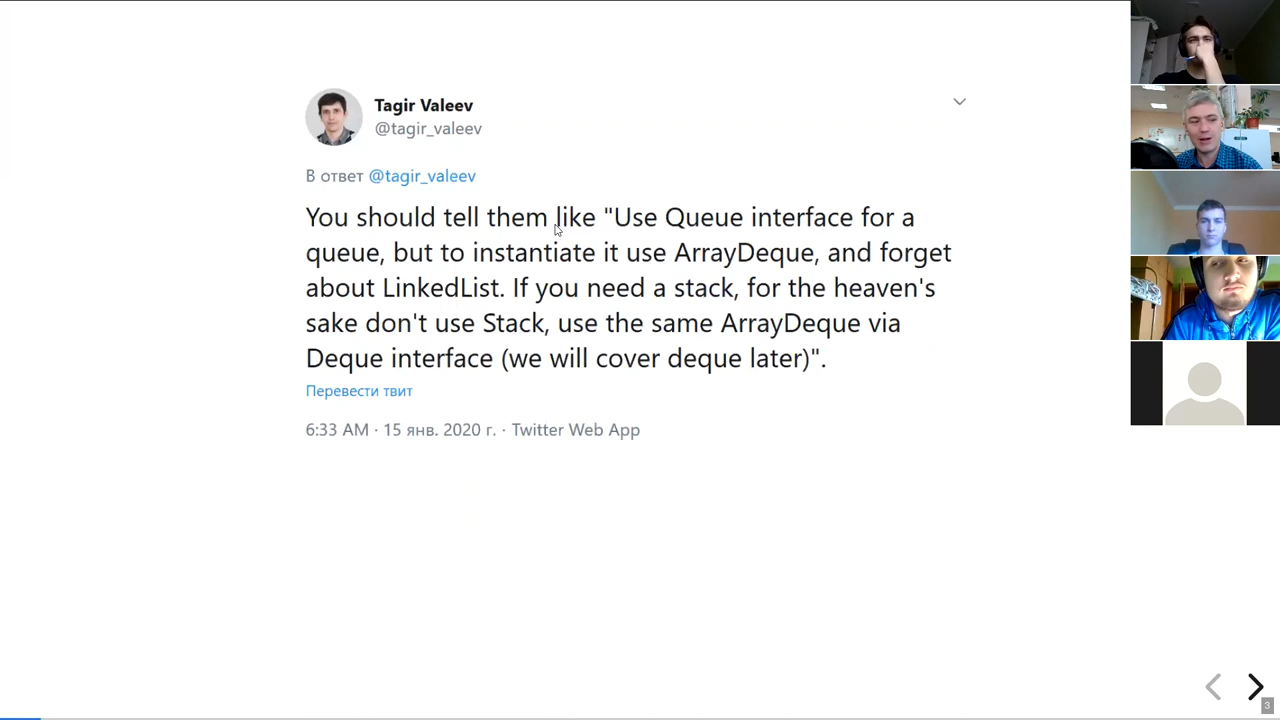 Tagir Valeev
@tagir_valeev
В ответ @tagir_valeev
You should tell them like "Use Queue interface for a
queue, but to instantiate it use ArrayDeque, and forget
about LinkedList. If you need a stack, for the heaven's
sake don't use Stack, use the same ArrayDeque via
Deque interface (we will cover deque later)".
Перевести твит
6:33 AM · 15 янв. 2020 г. · Twitter Web App
3